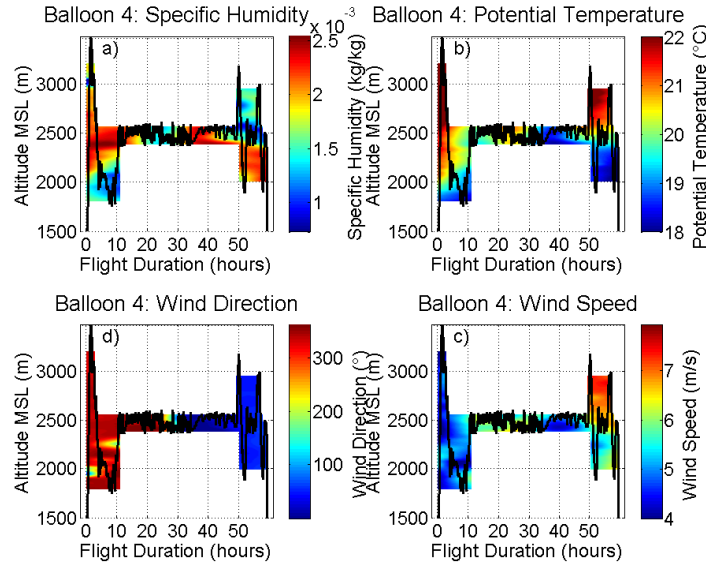 Balloon 4: Specific Humidity
a)
Altitude MSL (m)
3000
2500
2000
1500
0 10 20 30 40 50
Flight Duration (hours)
x 10⁻³
2.5
2
1.5
1
Specific Humidity (kg/kg)
Balloon 4: Potential Temperature
b)
Altitude MSL (m)
3000
2500
2000
1500
0 10 20 30 40 50
Flight Duration (hours)
22
21
20
19
18
Potential Temperature (°C)
Balloon 4: Wind Direction
d)
Altitude MSL (m)
3000
2500
2000
1500
0 10 20 30 40 50
Flight Duration (hours)
300
200
100
Wind Direction (°)
Balloon 4: Wind Speed
c)
Altitude MSL (m)
3000
2500
2000
1500
0 10 20 30 40 50
Flight Duration (hours)
7
6
5
4
Wind Speed (m/s)